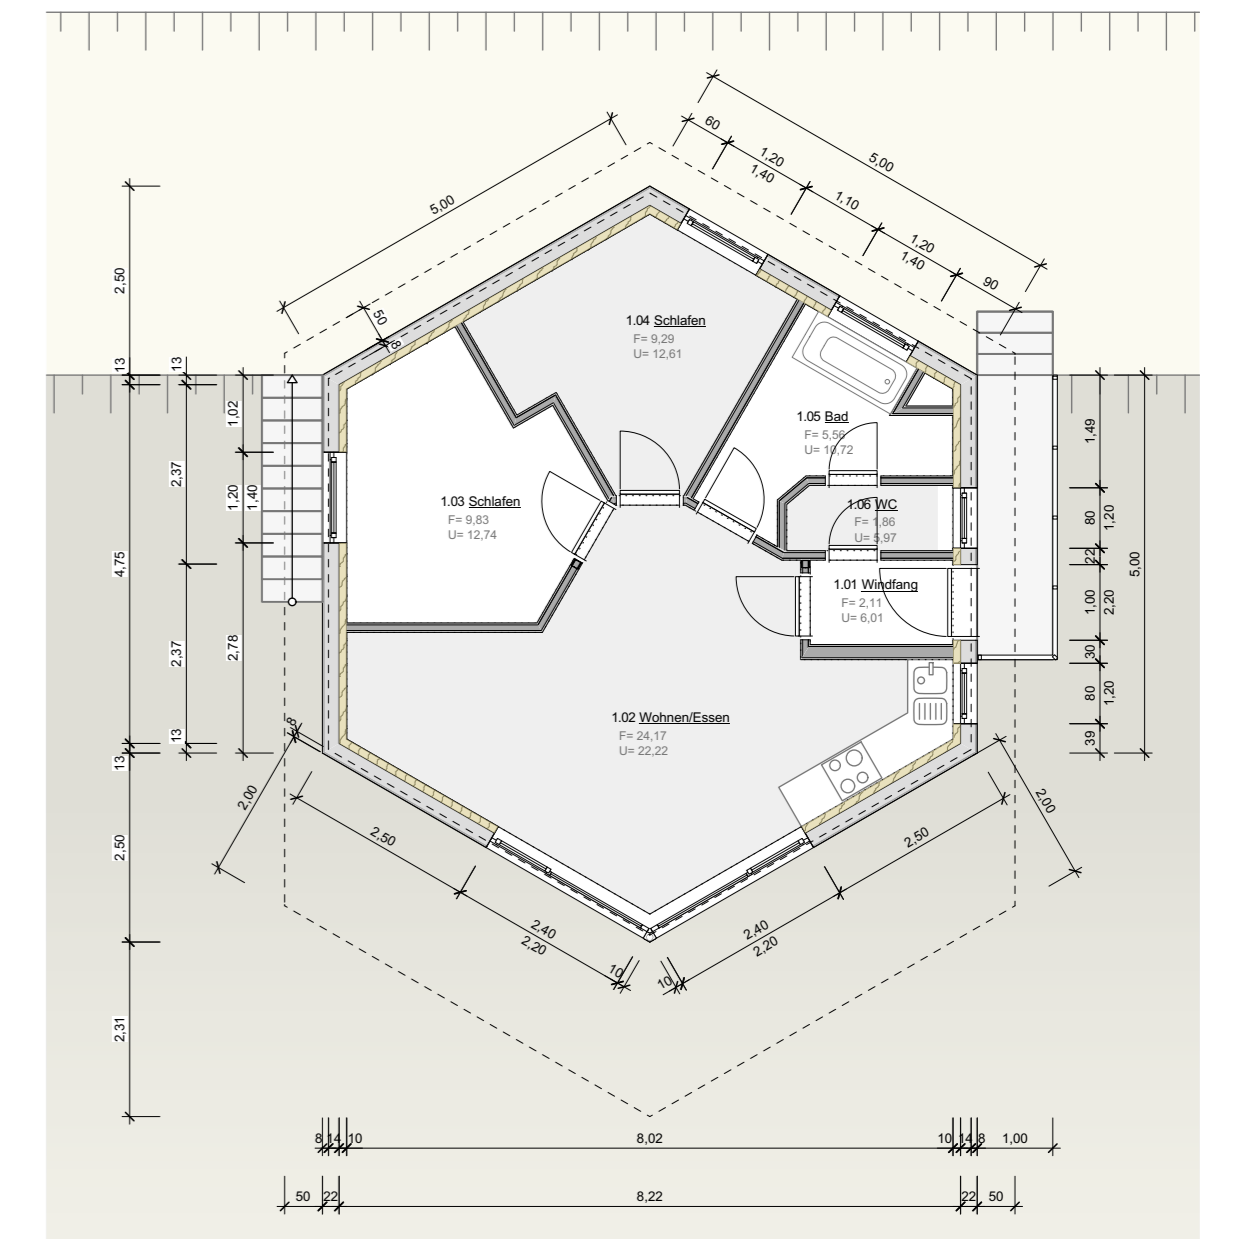 60
1,20
1,40
5,00
1,10
1,20
1,40
90
5,00
50
8
2,50
13
13
1,02
2,37
1,20
1,40
4,75
2,37
2,78
13
13
2,50
2,31
1.04 Schlafen
F= 9,29
U= 12,61
1.05 Bad
F= 5,56
U= 10,72
1.03 Schlafen
F= 9,83
U= 12,74
1.06 WC
F= 1,86
U= 5,97
1.01 Windfang
F= 2,11
U= 6,01
1.02 Wohnen/Essen
F= 24,17
U= 22,22
1,49
80
1,20
22
5,00
1,00
2,20
30
80
1,20
39
8
2,00
2,50
2,40
2,20
10
10
2,40
2,20
2,50
2,00
8 14 10 8,02 10 14 8 1,00
50 22 8,22 22 50